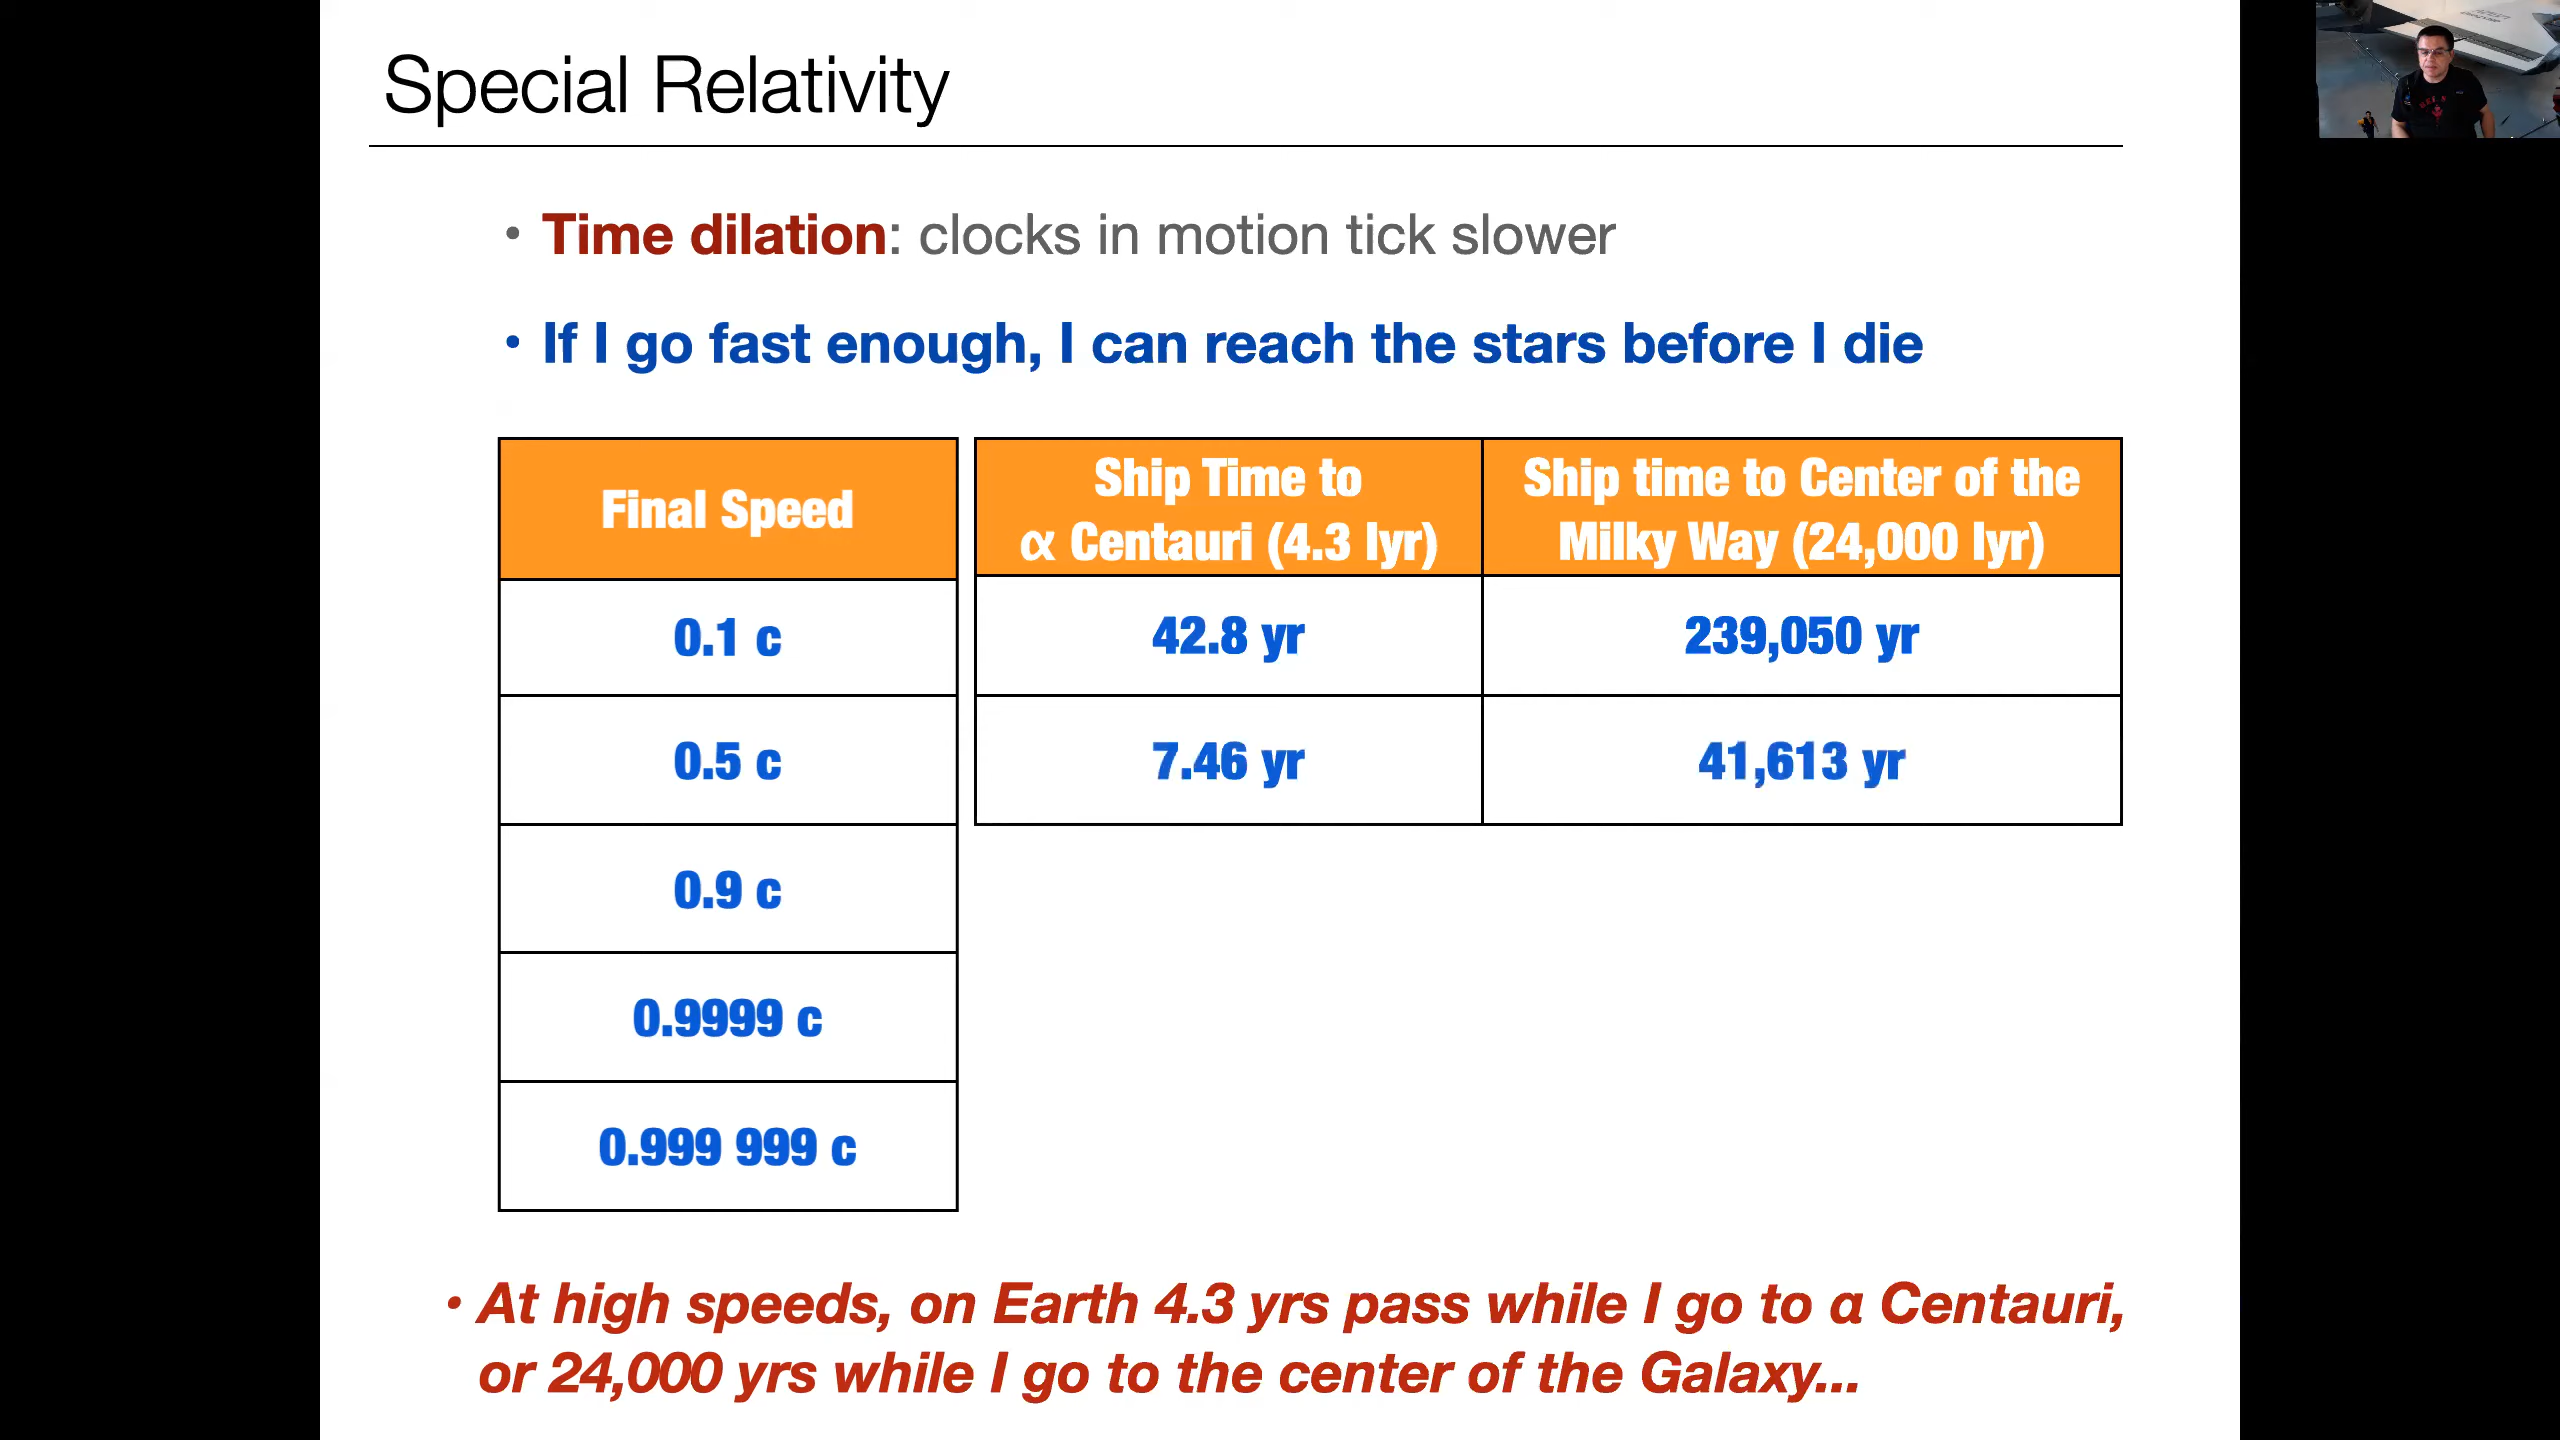 Special Relativity
• Time dilation: clocks in motion tick slower
• If I go fast enough, I can reach the stars before I die
Final Speed
Ship Time to
α Centauri (4.3 lyr)
Ship time to Center of the
Milky Way (24,000 lyr)
0.1 c
42.8 yr
239,050 yr
0.5 c
7.46 yr
41,613 yr
0.9 c
0.9999 c
0.999 999 c
• At high speeds, on Earth 4.3 yrs pass while I go to α Centauri,
or 24,000 yrs while I go to the center of the Galaxy...